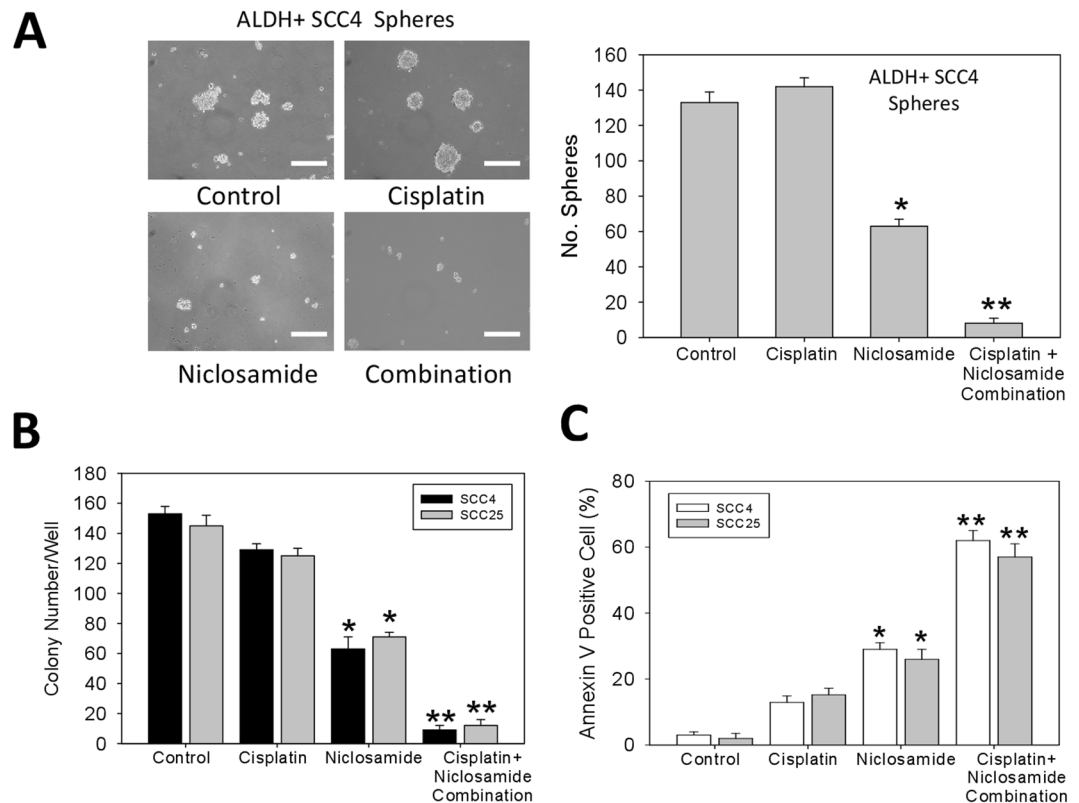 A
ALDH+ SCC4 Spheres
Control
Cisplatin
Niclosamide
Combination
No. Spheres
160
140
120
100
80
60
40
20
0
ALDH+ SCC4
Spheres
*
**
Control
Cisplatin
Niclosamide
Cisplatin +
Niclosamide
Combination
B
Colony Number/Well
180
160
140
120
100
80
60
40
20
0
SCC4
SCC25
*
*
**
**
Control
Cisplatin
Niclosamide
Cisplatin+
Niclosamide
Combination
C
Annexin V Positive Cell (%)
80
60
40
20
0
SCC4
SCC25
*
*
**
**
Control
Cisplatin
Niclosamide
Cisplatin+
Niclosamide
Combination